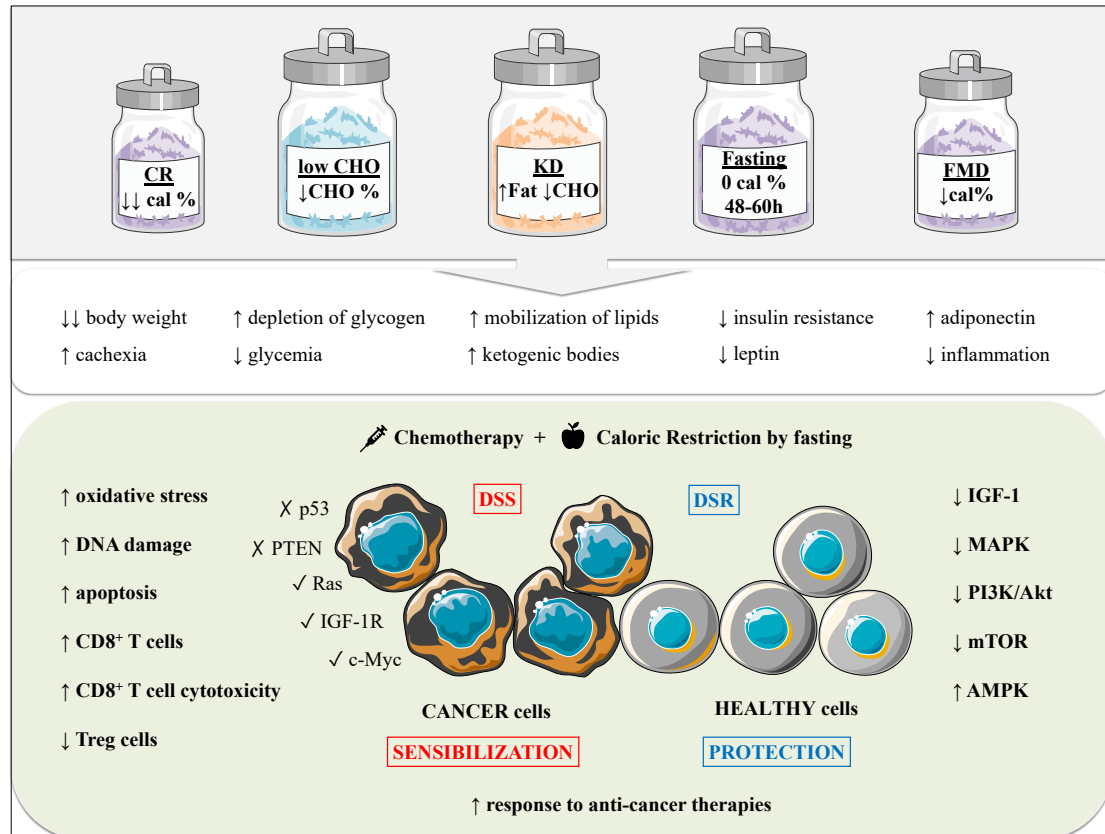 CR
↓↓ cal %
low CHO
↓CHO %
KD
↑Fat ↓CHO
Fasting
0 cal %
48-60h
FMD
↓cal%
↓↓ body weight
↑ depletion of glycogen
↑ mobilization of lipids
↓ insulin resistance
↑ adiponectin
↑ cachexia
↓ glycemia
↑ ketogenic bodies
↓ leptin
↓ inflammation
Chemotherapy + Caloric Restriction by fasting
↑ oxidative stress
↑ DNA damage
↑ apoptosis
↑ CD8⁺ T cells
↑ CD8⁺ T cell cytotoxicity
↓ Treg cells
✗ p53
✗ PTEN
✓ Ras
✓ IGF-1R
✓ c-Myc
DSS
DSR
CANCER cells
SENSIBILIZATION
HEALTHY cells
PROTECTION
↓ IGF-1
↓ MAPK
↓ PI3K/Akt
↓ mTOR
↑ AMPK
↑ response to anti-cancer therapies